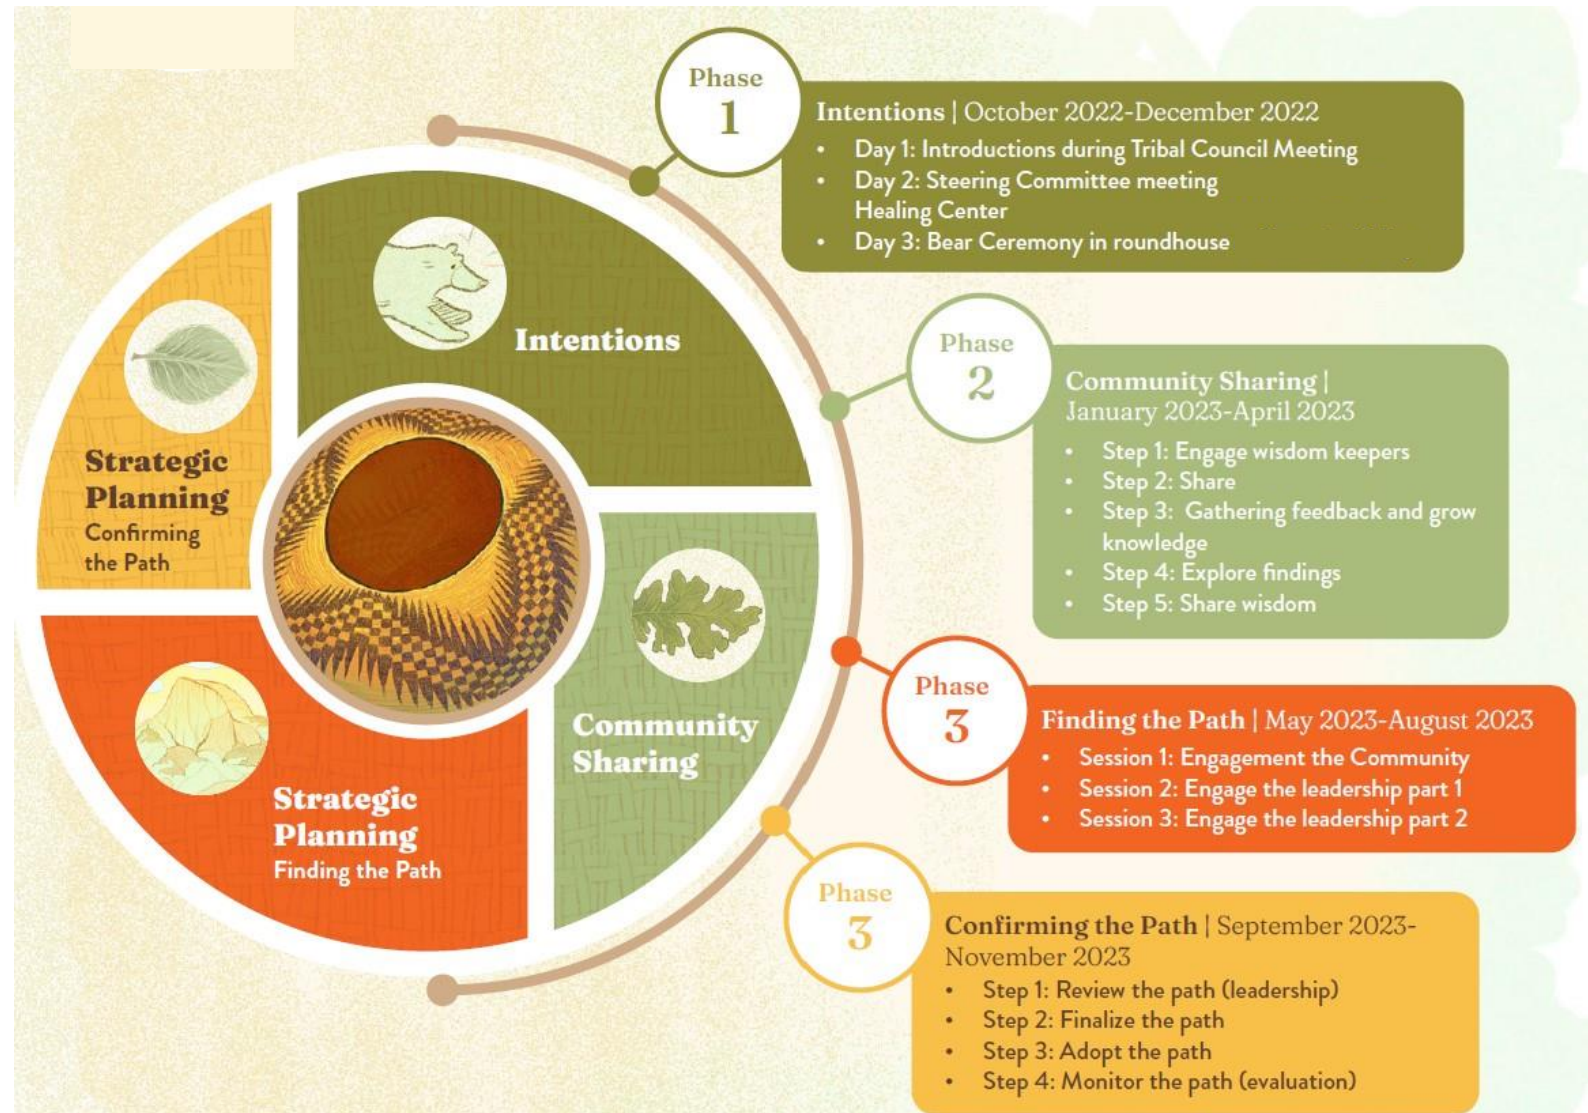 Phase
1
Intentions | October 2022-December 2022
• Day 1: Introductions during Tribal Council Meeting
• Day 2: Steering Committee meeting
Healing Center
• Day 3: Bear Ceremony in roundhouse
Phase
2
Community Sharing |
January 2023-April 2023
• Step 1: Engage wisdom keepers
• Step 2: Share
• Step 3:  Gathering feedback and grow
knowledge
• Step 4: Explore findings
• Step 5: Share wisdom
Phase
3
Finding the Path | May 2023-August 2023
• Session 1: Engagement the Community
• Session 2: Engage the leadership part 1
• Session 3: Engage the leadership part 2
Phase
3
Confirming the Path | September 2023-
November 2023
• Step 1: Review the path (leadership)
• Step 2: Finalize the path
• Step 3: Adopt the path
• Step 4: Monitor the path (evaluation)
Intentions
Community
Sharing
Strategic
Planning
Finding the Path
Strategic
Planning
Confirming
the Path